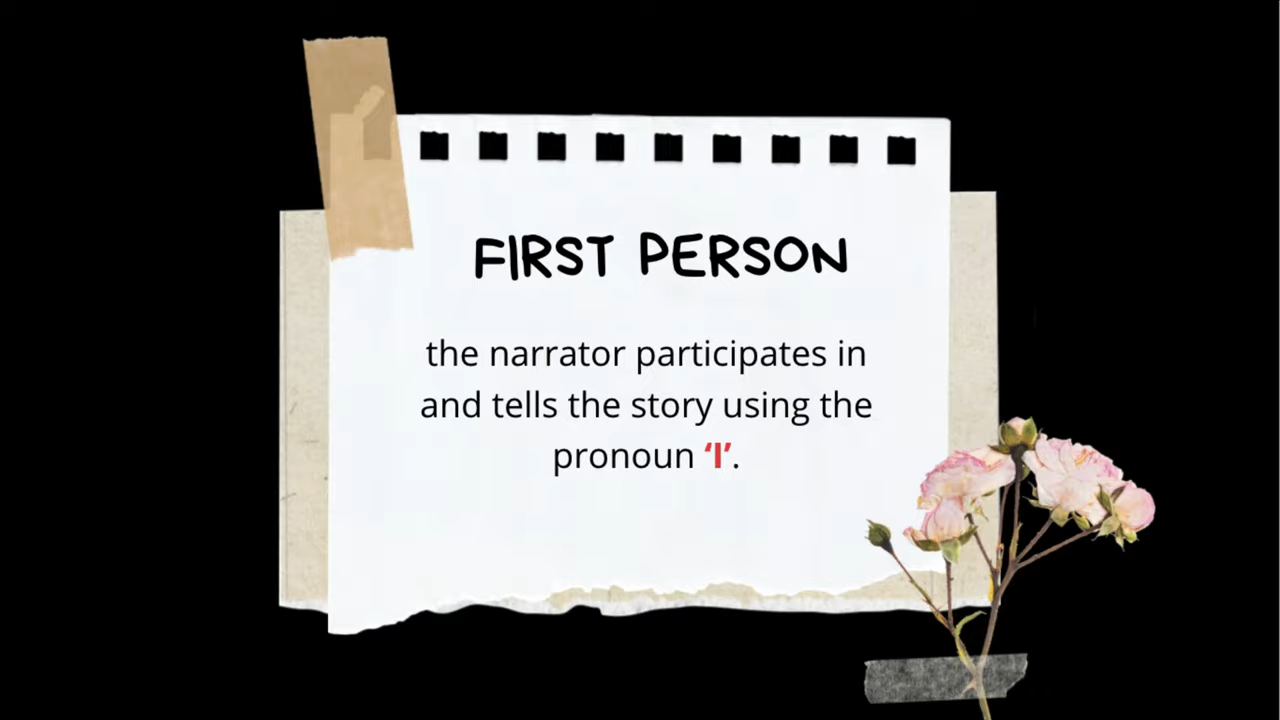 FIRST PERSON
the narrator participates in
and tells the story using the
pronoun ‘I’.